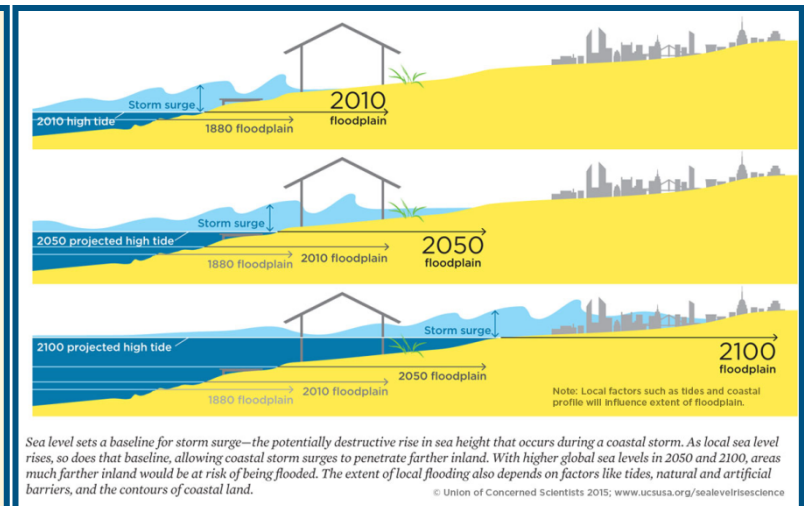 Storm surge
2010 high tide
1880 floodplain
2010
floodplain
Storm surge
2050 projected high tide
1880 floodplain
2010 floodplain
2050
floodplain
Storm surge
2100 projected high tide
1880 floodplain
2010 floodplain
2050 floodplain
2100
floodplain
Note: Local factors such as tides and coastal
profile will influence extent of floodplain.
Sea level sets a baseline for storm surge—the potentially destructive rise in sea height that occurs during a coastal storm. As local sea level
rises, so does that baseline, allowing coastal storm surges to penetrate farther inland. With higher global sea levels in 2050 and 2100, areas
much farther inland would be at risk of being flooded. The extent of local flooding also depends on factors like tides, natural and artificial
barriers, and the contours of coastal land.
© Union of Concerned Scientists 2015; www.ucsusa.org/sealevelrisescience